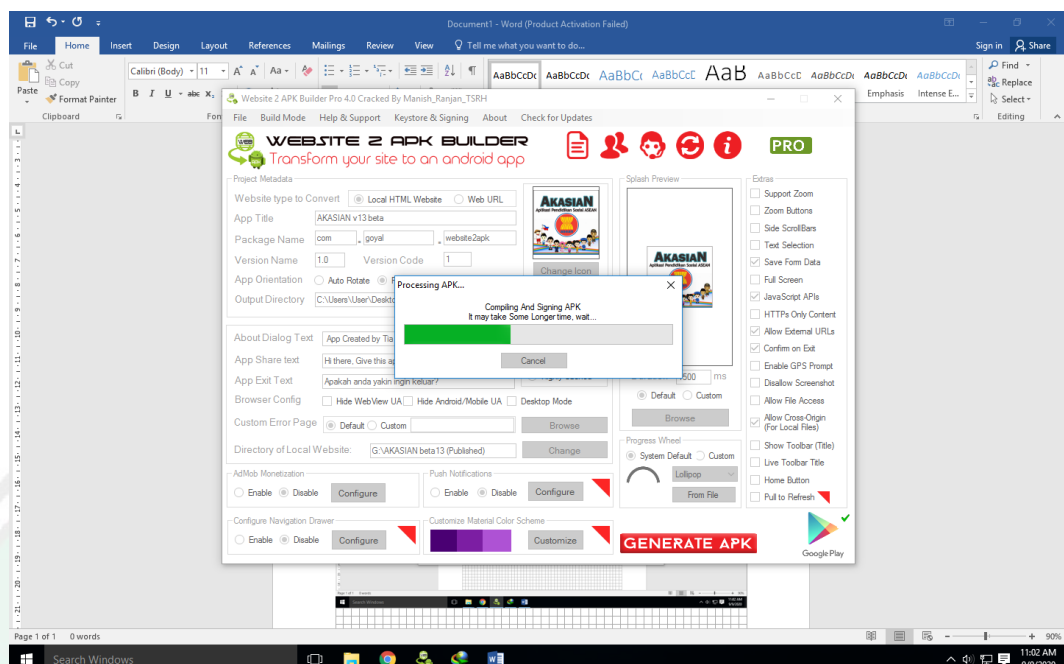 Document1 - Word (Product Activation Failed)
File Home Insert Design Layout References Mailings Review View Tell me what you want to do... Sign in Share
Paste
Cut
Copy
Format Painter
Calibri (Body) 11
B I U abc
AaBbCcDc AaBbCcDc AaBbCc AaBbCcC AaB AaBbCcC AaBbCcDc AaBbCcDc AaBbCcDc
Emphasis Intense E...
Find
Replace
Select
Clipboard Fon Editing
Website 2 APK Builder Pro 4.0 Cracked By Manish_Ranjan_TSRH
File Build Mode Help & Support Keystore & Signing About Check for Updates
WEBSITE 2 APK BUILDER
Transform your site to an android app
PRO
Project Metadata
Website type to Convert Local HTML Website Web URL
App Title AKASIAN v13 beta
Package Name com . goyal . website2apk
Version Name 1.0 Version Code 1
App Orientation Auto Rotate
Output Directory C:\Users\User\Deskto
AKASIAN
Aplikasi Pendidikan Sosial ASEAN
Change Icon
About Dialog Text App Created by Tia
App Share text Hi there, Give this ap
App Exit Text Apakah anda yakin ingin keluar?
Browser Config Hide WebView UA Hide Android/Mobile UA Desktop Mode
Custom Error Page Default Custom Browse
Directory of Local Website: G:\AKASIAN beta13 (Published) Change
Processing APK...
Compiling And Signing APK
It may take Some Longer time, wait...
Cancel
Splash Preview
AKASIAN
Aplikasi Pendidikan Sosial ASEAN
ms
Default Custom
Browse
Progress Wheel
System Default Custom
Lollipop
From File
Extras
Support Zoom
Zoom Buttons
Side ScrollBars
Text Selection
Save Form Data
Full Screen
JavaScript APIs
HTTPs Only Content
Allow External URLs
Confirm on Exit
Enable GPS Prompt
Disallow Screenshot
Allow File Access
Allow Cross-Origin
(For Local Files)
Show Toolbar (Title)
Live Toolbar Title
Home Button
Pull to Refresh
AdMob Monetization
Enable Disable Configure
Push Notifications
Enable Disable Configure
Configure Navigation Drawer
Enable Disable Configure
Customize Material Color Scheme
Customize
GENERATE APK
Google Play
Page 1 of 1 0 words
90%
Search Windows
11:02 AM